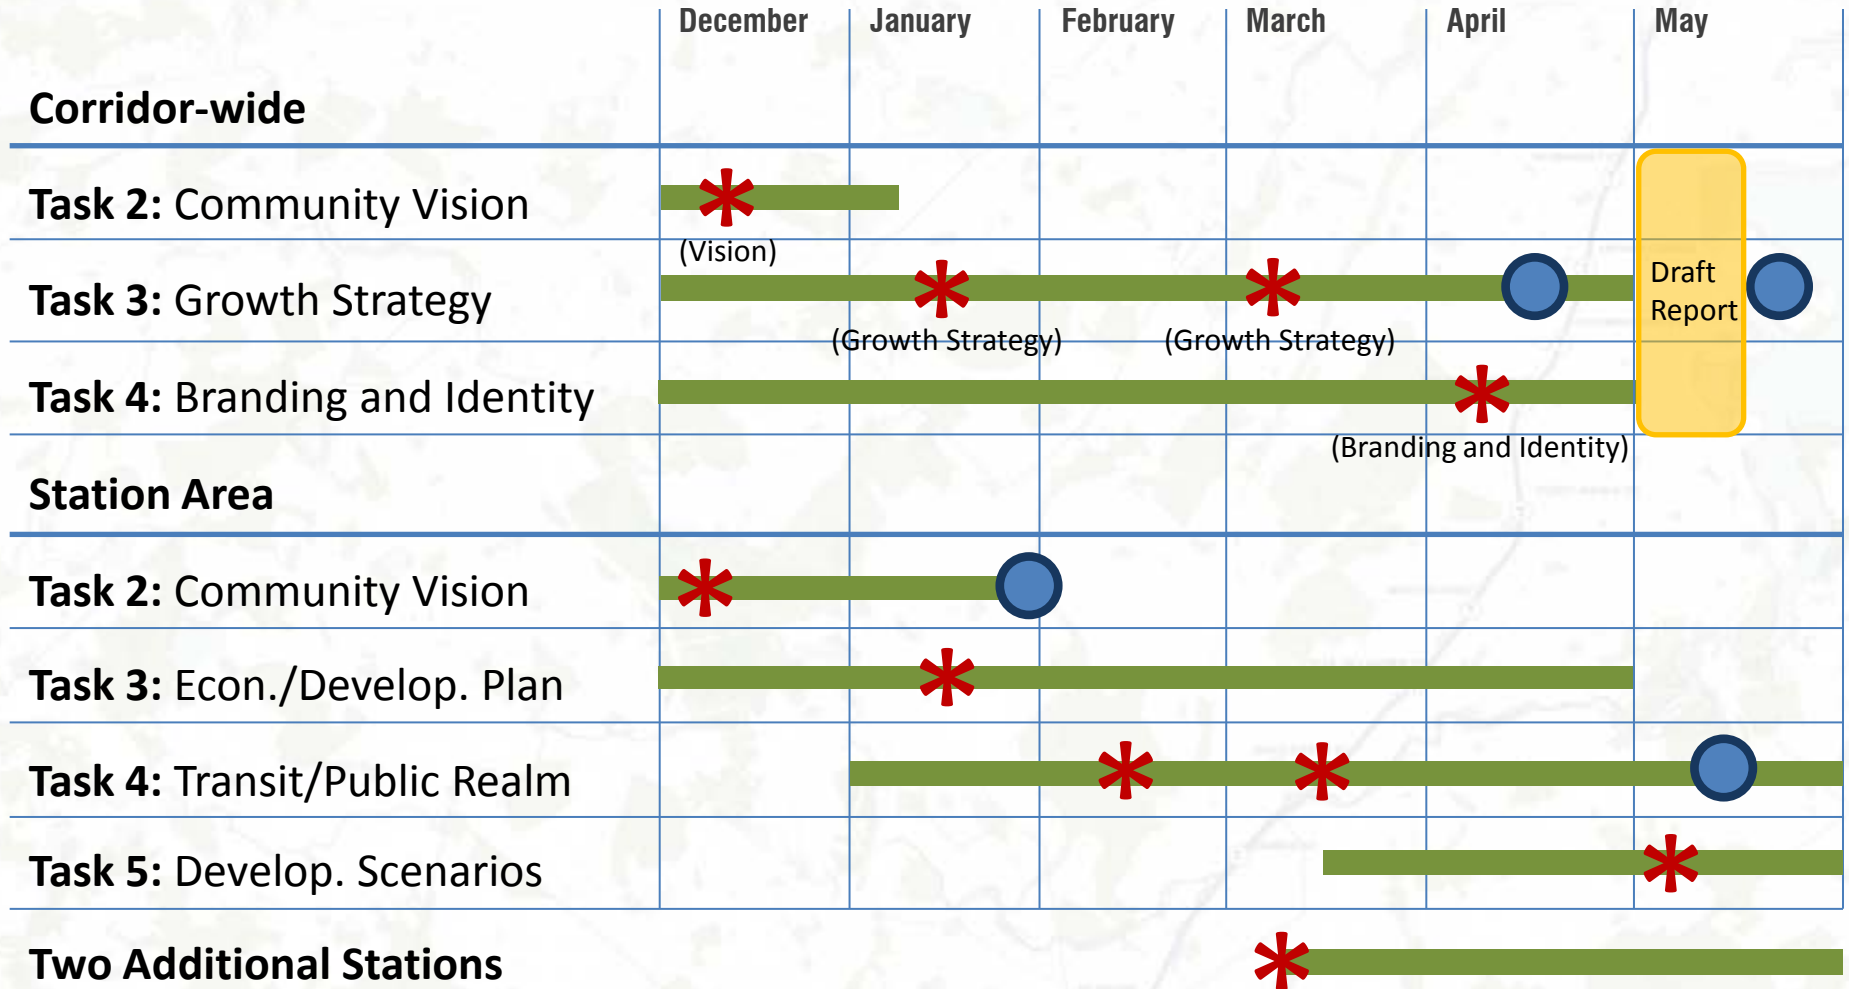 December January February March April May
Corridor-wide
Task 2: Community Vision
(Vision)
Task 3: Growth Strategy
Draft
Report
(Growth Strategy) (Growth Strategy)
Task 4: Branding and Identity
(Branding and Identity)
Station Area
Task 2: Community Vision
Task 3: Econ./Develop. Plan
Task 4: Transit/Public Realm
Task 5: Develop. Scenarios
Two Additional Stations